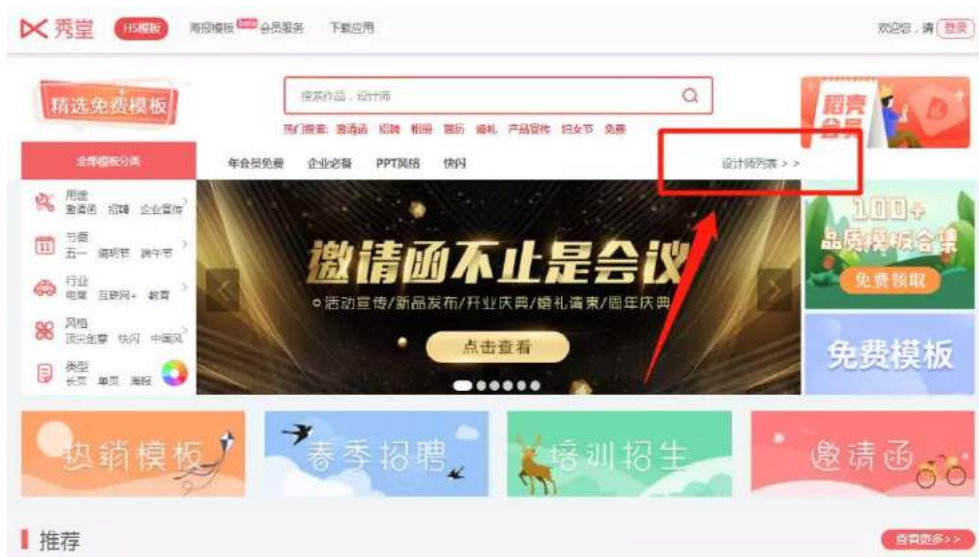 秀堂 H5模板 海报模板 beta 会员服务 下载应用 欢迎您，请 登录
精选免费模板
搜索作品，设计师
热门搜索：邀请函 招聘 相册 简历 婚礼 产品宣传 妇女节 免费
稻壳会员
全部模板分类 年会员免费 企业必备 PPT风格 快闪 设计师列表 > >
用途
邀请函 招聘 企业宣传
节假
五一 清明节 端午节
行业
电商 互联网+ 教育
风格
顶尖创意 快闪 中国风
类型
长页 单页 海报
邀请函不止是会议
活动宣传/新品发布/开业庆典/婚礼请柬/周年庆典
点击查看
100+
品质模板合集
免费领取
免费模板
热销模板 春季招聘 培训招生 邀请函
推荐 查看更多>>